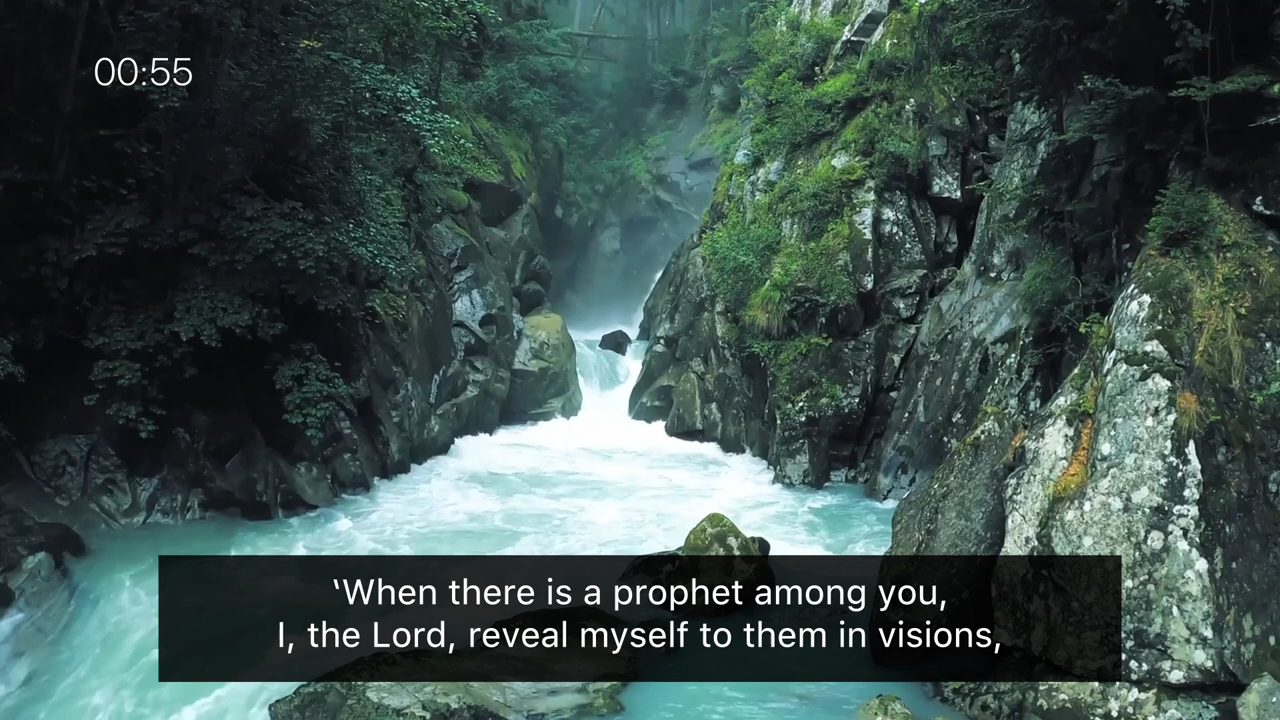 00:55
‘When there is a prophet among you,
I, the Lord, reveal myself to them in visions,